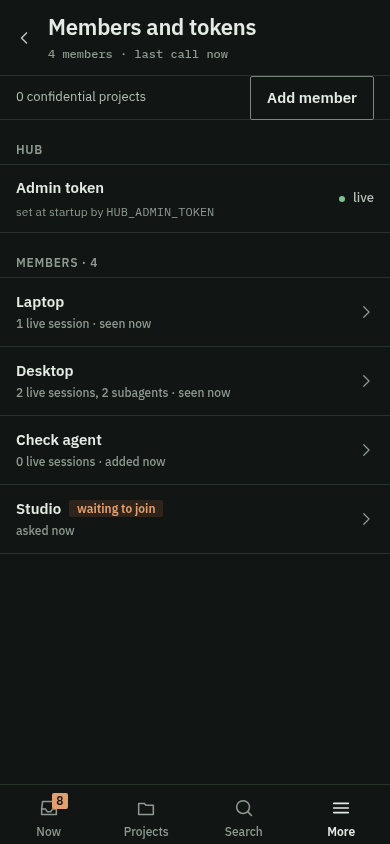 Members and tokens
4 members · last call now
0 confidential projects
Add member
HUB
Admin token
set at startup by HUB_ADMIN_TOKEN
live
MEMBERS · 4
Laptop
1 live session · seen now
Desktop
2 live sessions, 2 subagents · seen now
Check agent
0 live sessions · added now
Studio waiting to join
asked now
8
Now Projects Search More